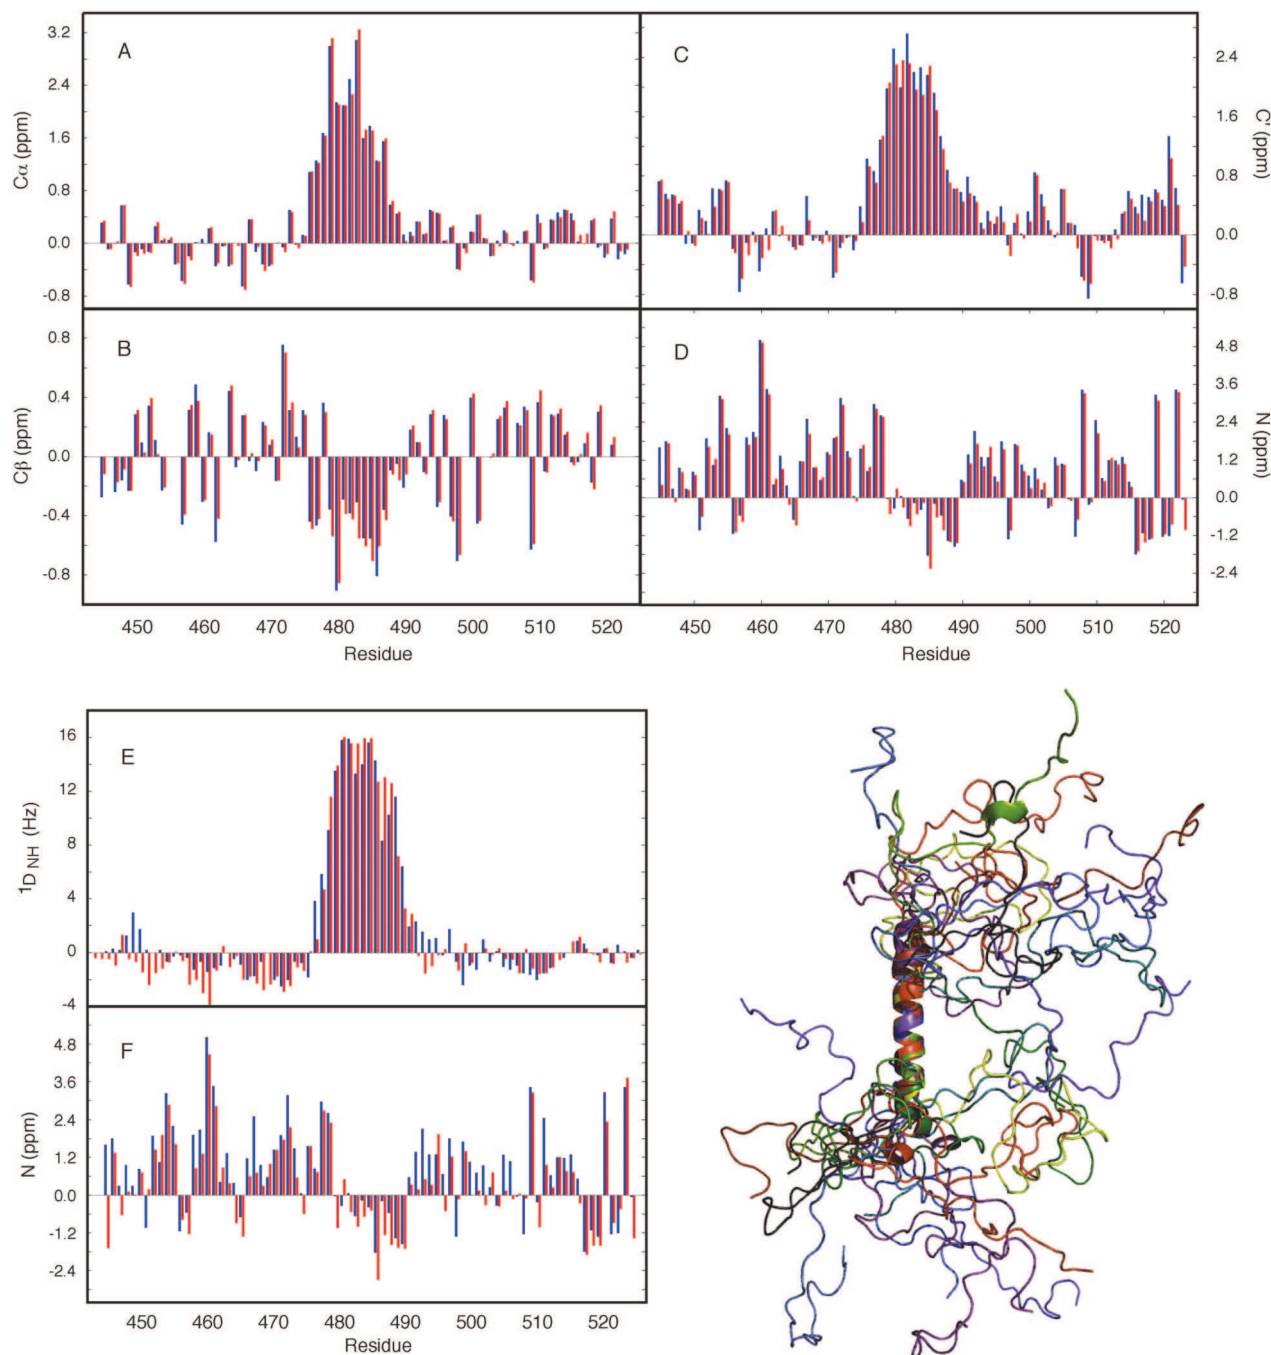 A
3.2
2.4
1.6
0.8
0.0
-0.8
Cα (ppm)
C
2.4
1.6
0.8
0.0
-0.8
C' (ppm)
B
0.8
0.4
0.0
-0.4
-0.8
Cβ (ppm)
D
4.8
3.6
2.4
1.2
0.0
-1.2
-2.4
N (ppm)
450 460 470 480 490 500 510 520
Residue
450 460 470 480 490 500 510 520
Residue
E
16
12
8
4
0
-4
¹D NH (Hz)
F
4.8
3.6
2.4
1.2
0.0
-1.2
-2.4
N (ppm)
450 460 470 480 490 500 510 520
Residue